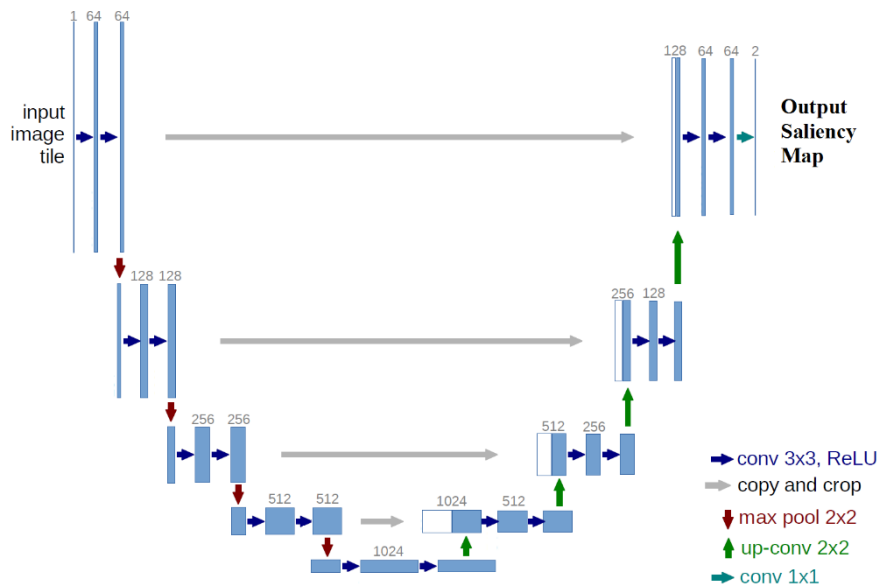 1 64 64
input
image
tile
128 64 64 2
Output
Saliency
Map
128 128
256 128
256 256
512 256
512 512
1024 512
1024
conv 3x3, ReLU
copy and crop
max pool 2x2
up-conv 2x2
conv 1x1